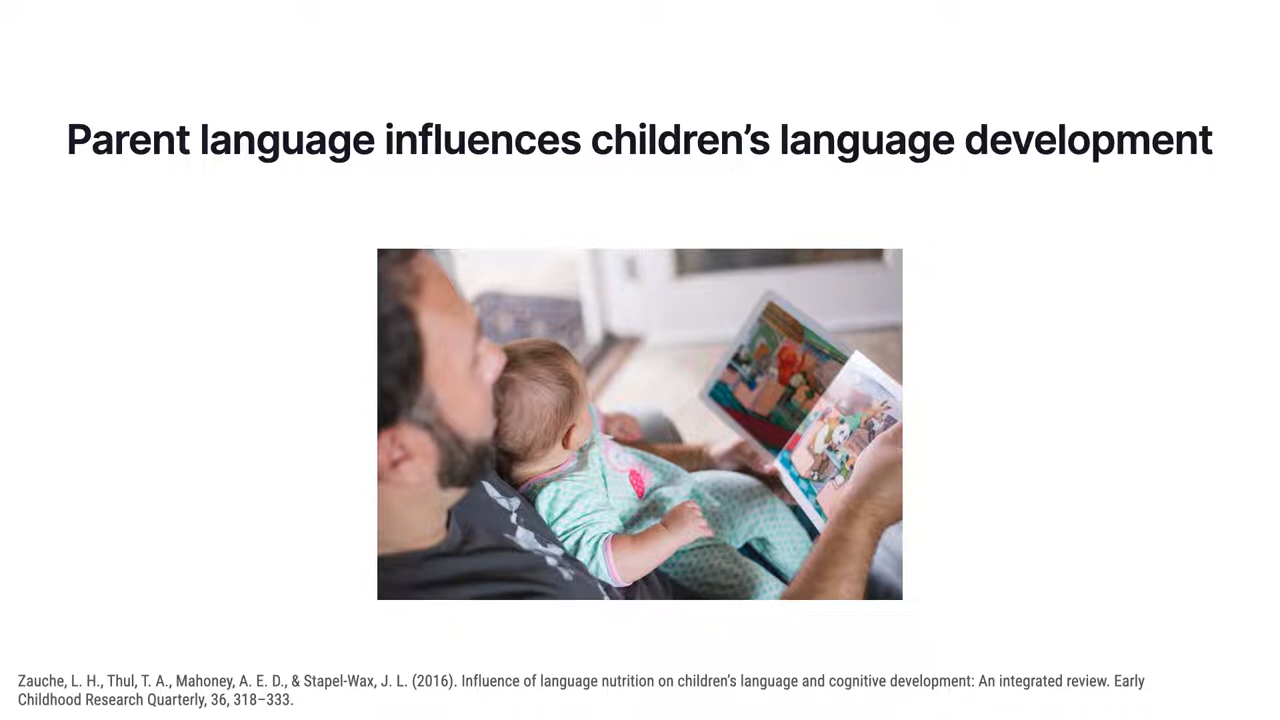 Parent language influences children’s language development
Zauche, L. H., Thul, T. A., Mahoney, A. E. D., & Stapel-Wax, J. L. (2016). Influence of language nutrition on children’s language and cognitive development: An integrated review. Early
Childhood Research Quarterly, 36, 318–333.